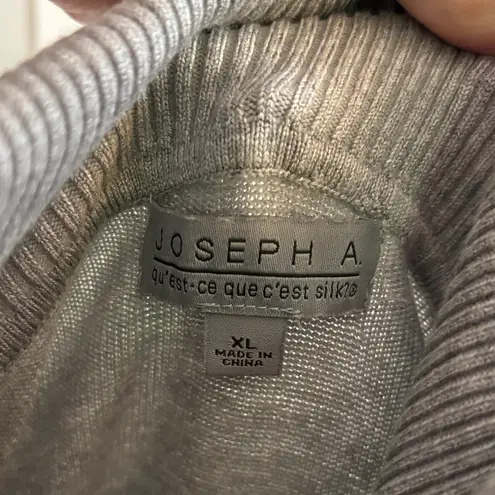 JOSEPH A.
qu'est-ce que c'est silk?®
XL
MADE IN
CHINA